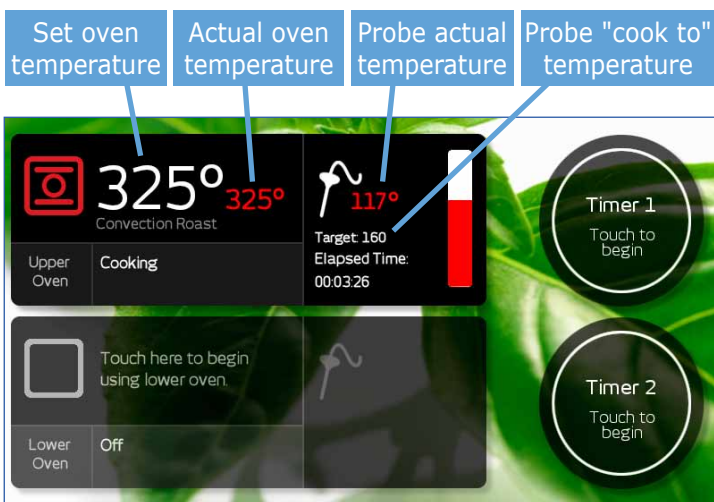 Set oven
temperature
Actual oven
temperature
Probe actual
temperature
Probe "cook to"
temperature
325°
325°
Convection Roast
117°
Target: 160
Elapsed Time:
00:03:26
Upper
Oven
Cooking
Timer 1
Touch to
begin
Touch here to begin
using lower oven.
Lower
Oven
Off
Timer 2
Touch to
begin